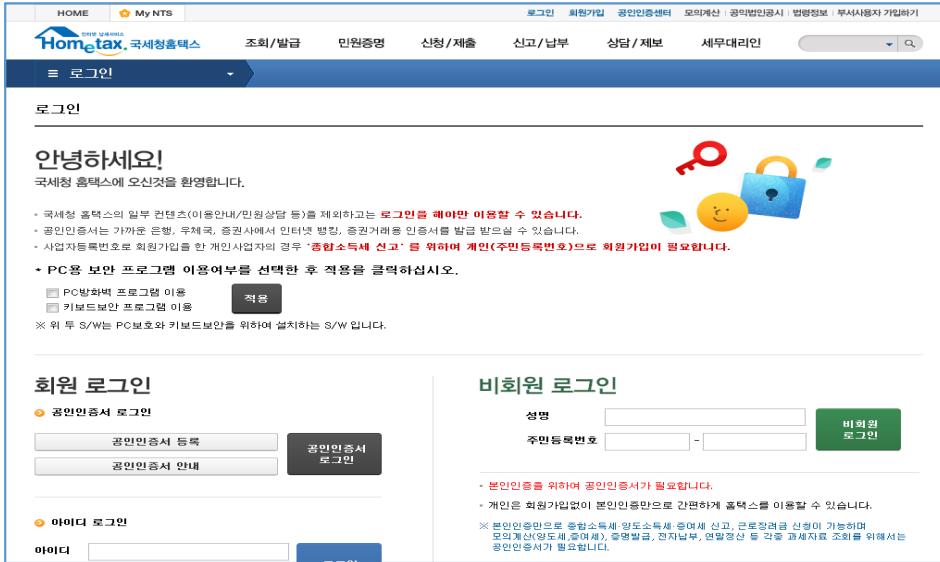 HOME My NTS 로그인 회원가입 공인인증센터 모의계산 공익법인공시 법령정보 부서사용자 가입하기
인터넷 납세서비스
Hometax. 국세청홈택스 조회/발급 민원증명 신청/제출 신고/납부 상담/제보 세무대리인
≡ 로그인
로그인
안녕하세요!
국세청 홈택스에 오신것을 환영합니다.
국세청 홈택스의 일부 컨텐츠(이용안내/민원상담 등)를 제외하고는 로그인을 해야만 이용할 수 있습니다.
공인인증서는 가까운 은행, 우체국, 증권사에서 인터넷 뱅킹, 증권거래용 인증서를 발급 받으실 수 있습니다.
사업자등록번호로 회원가입을 한 개인사업자의 경우 '종합소득세 신고' 를 위하여 개인(주민등록번호)으로 회원가입이 필요합니다.
* PC용 보안 프로그램 이용여부를 선택한 후 적용을 클릭하십시오.
PC방화벽 프로그램 이용
키보드보안 프로그램 이용
적용
※ 위 두 S/W는 PC보호와 키보드보안을 위하여 설치하는 S/W 입니다.
회원 로그인
공인인증서 로그인
공인인증서 등록
공인인증서 안내
공인인증서
로그인
아이디 로그인
아이디
로그인
비회원 로그인
성명
주민등록번호 -
비회원
로그인
본인인증을 위하여 공인인증서가 필요합니다.
개인은 회원가입없이 본인인증만으로 간편하게 홈택스를 이용할 수 있습니다.
※ 본인인증만으로 종합소득세·양도소득세·증여세 신고, 근로장려금 신청이 가능하며
모의계산(양도세,증여세), 증명발급, 전자납부, 연말정산 등 각종 과세자료 조회를 위해서는
공인인증서가 필요합니다.